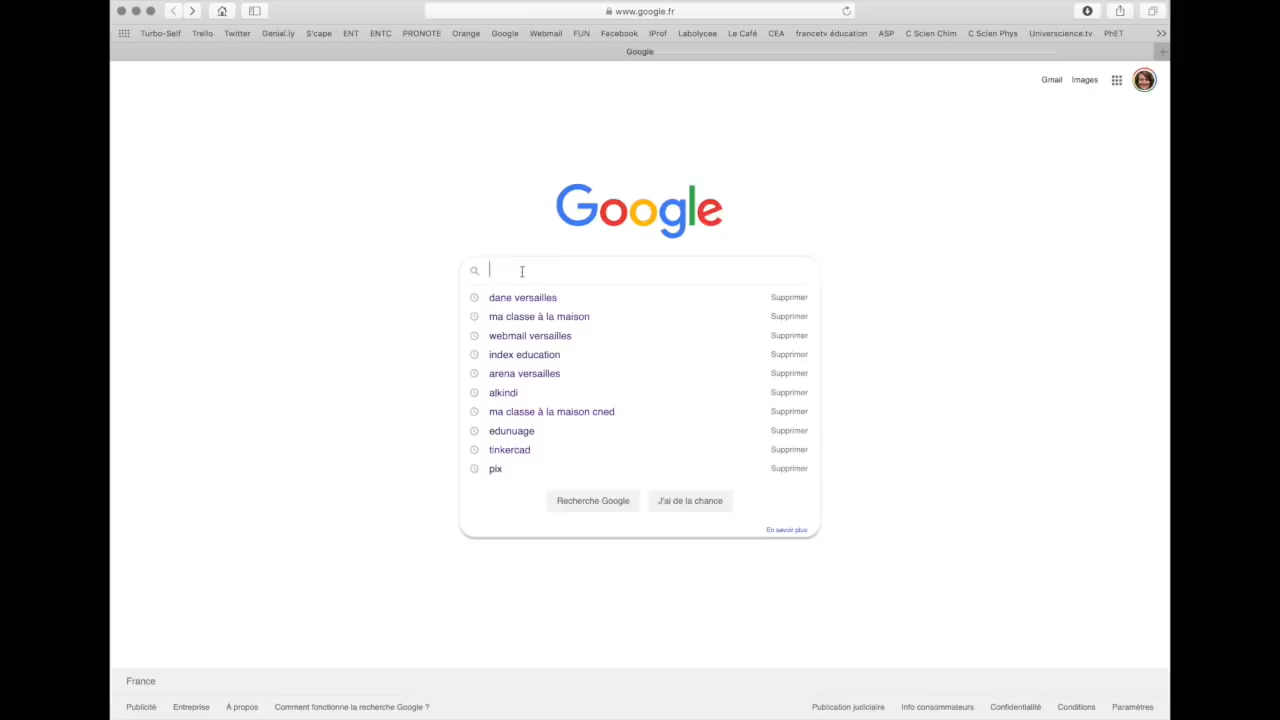 www.google.fr
Turbo-Self Trello Twitter Genial.ly S'cape ENT ENTC PRONOTE Orange Google Webmail FUN Facebook IProf Labolycee Le Café CEA francetv éducation ASP C Scien Chim C Scien Phys Universcience.tv PhET >>
Google
Gmail Images
Google
dane versailles Supprimer
ma classe à la maison Supprimer
webmail versailles Supprimer
index education Supprimer
arena versailles Supprimer
alkindi Supprimer
ma classe à la maison cned Supprimer
edunuage Supprimer
tinkercad Supprimer
pix Supprimer
Recherche Google J'ai de la chance
En savoir plus
France
Publicité Entreprise À propos Comment fonctionne la recherche Google ? Publication judiciaire Info consommateurs Confidentialité Conditions Paramètres